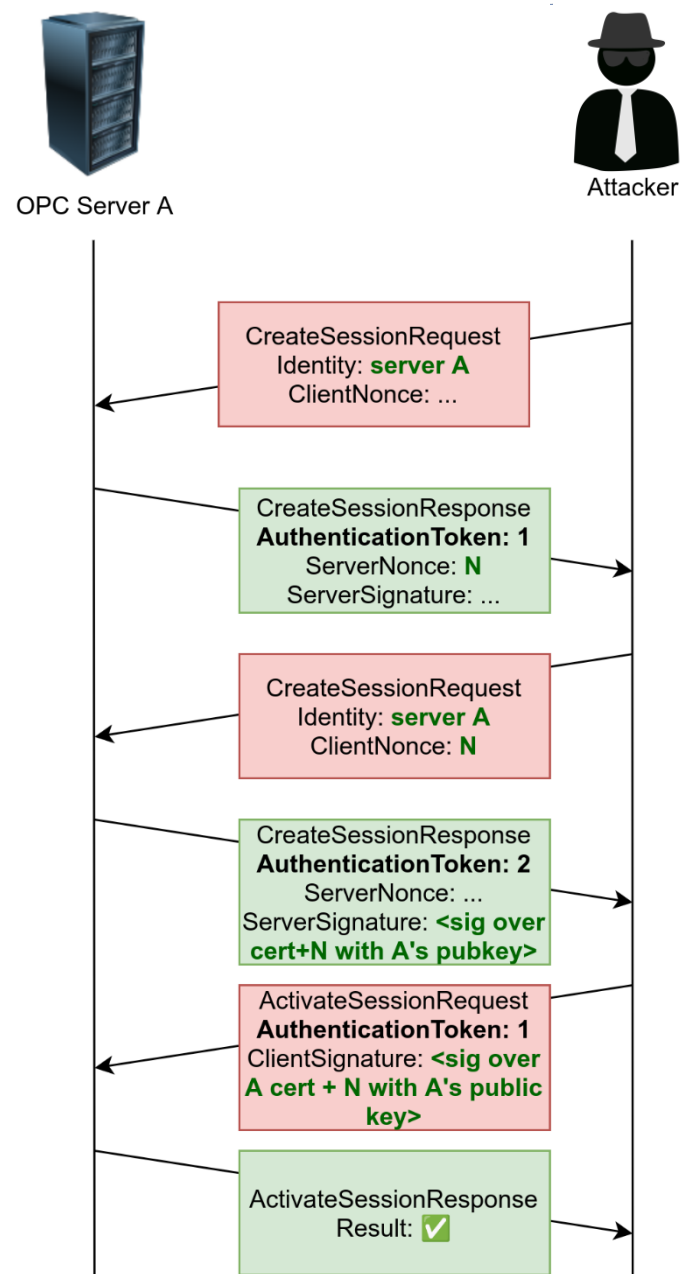 OPC Server A
Attacker
CreateSessionRequest
Identity: server A
ClientNonce: ...
CreateSessionResponse
AuthenticationToken: 1
ServerNonce: N
ServerSignature: ...
CreateSessionRequest
Identity: server A
ClientNonce: N
CreateSessionResponse
AuthenticationToken: 2
ServerNonce: ...
ServerSignature: <sig over
cert+N with A's pubkey>
ActivateSessionRequest
AuthenticationToken: 1
ClientSignature: <sig over
A cert + N with A's public
key>
ActivateSessionResponse
Result: ✅